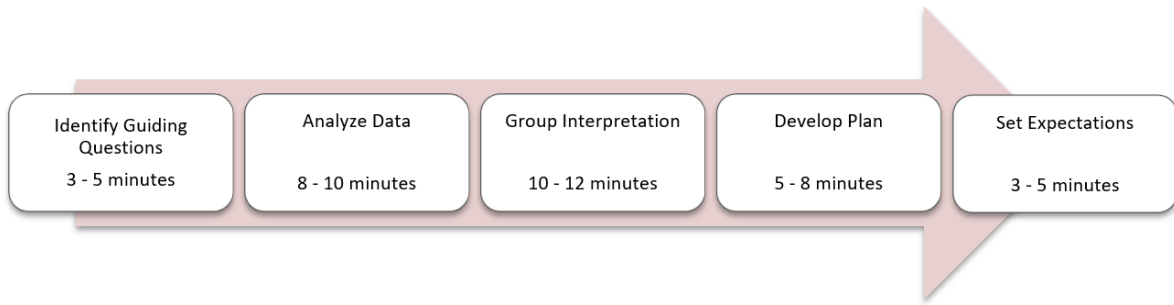 Identify Guiding
Questions
3 - 5 minutes
Analyze Data
8 - 10 minutes
Group Interpretation
10 - 12 minutes
Develop Plan
5 - 8 minutes
Set Expectations
3 - 5 minutes